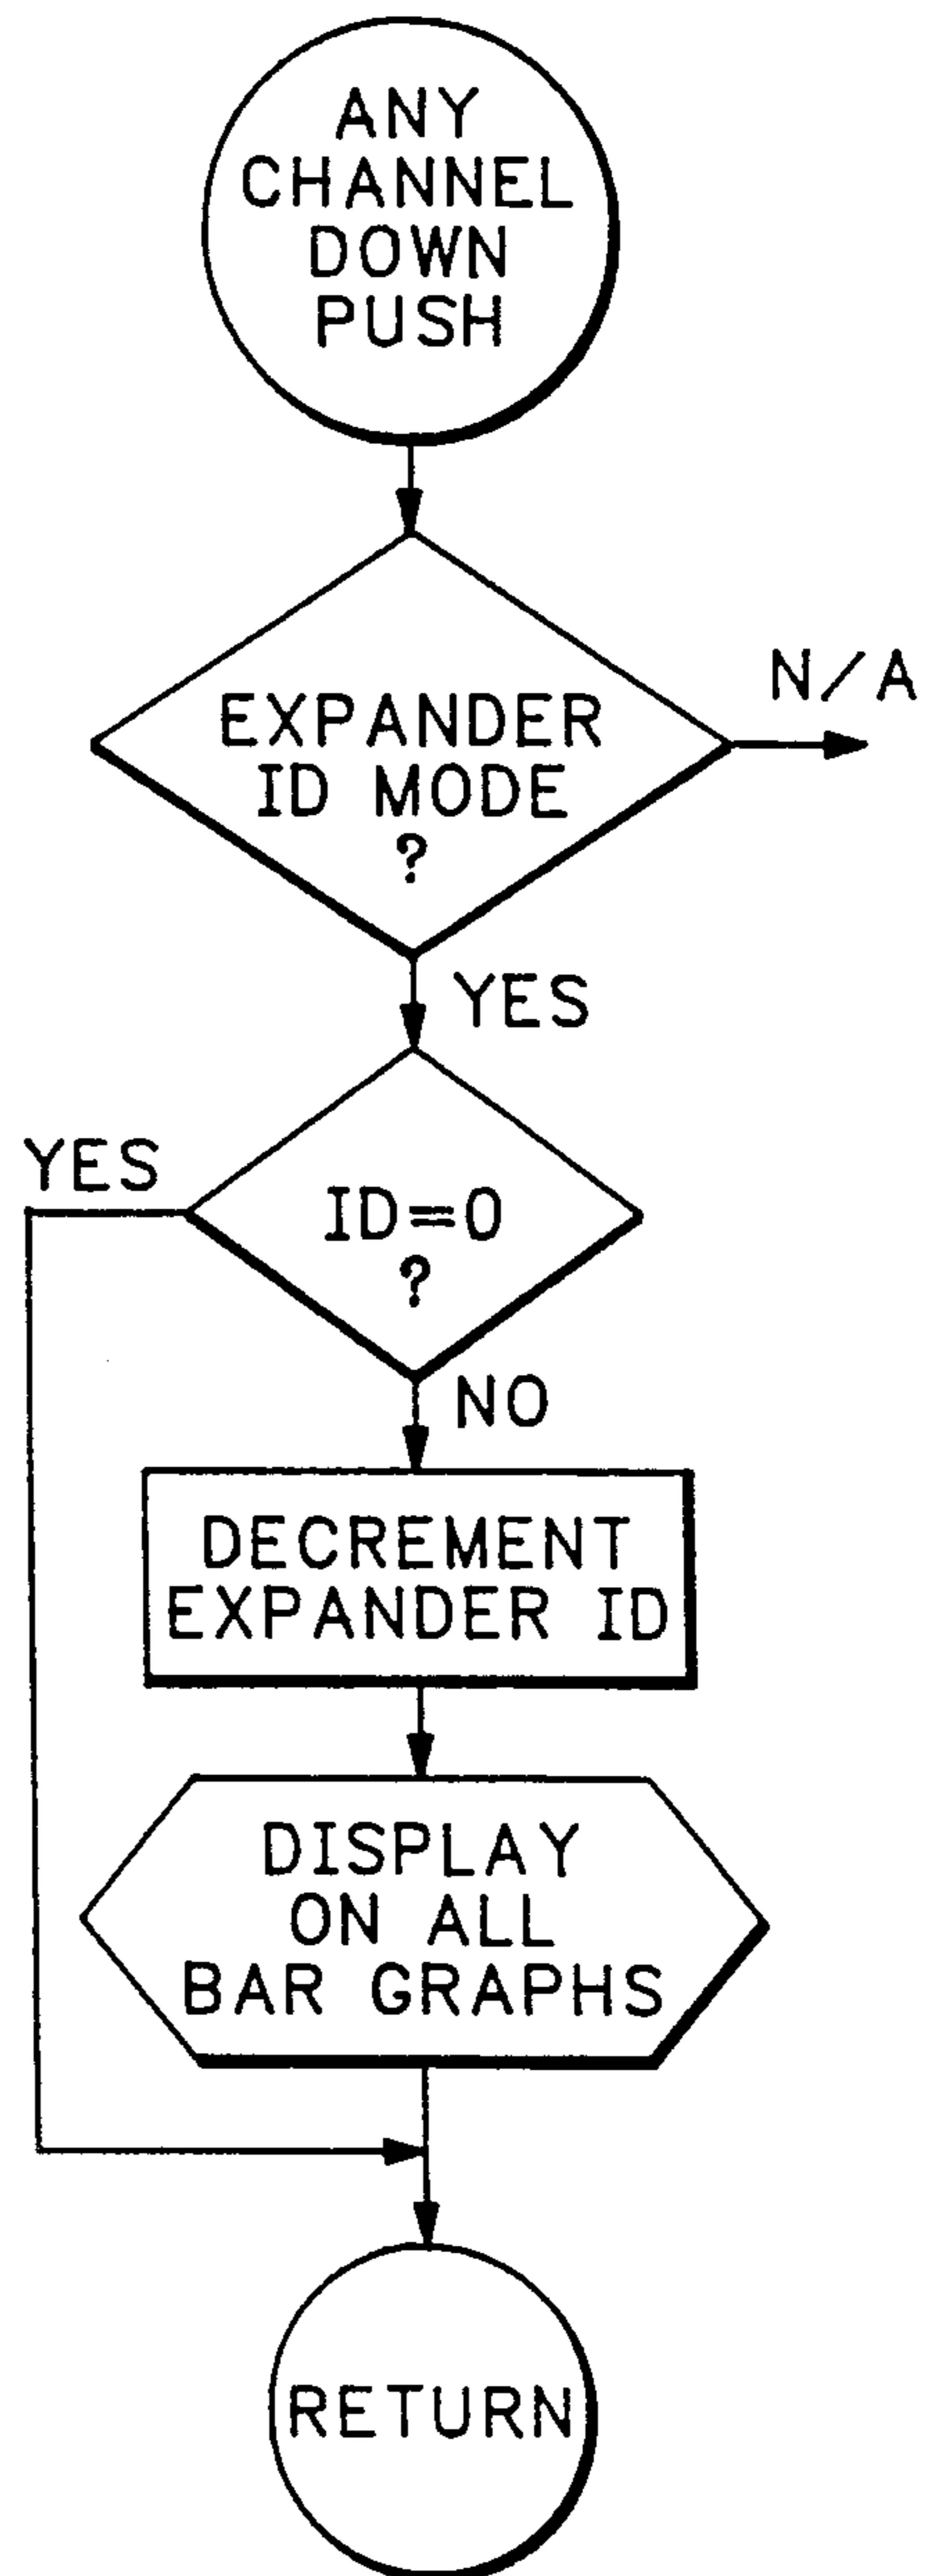 ANY
CHANNEL
DOWN
PUSH
N/A
EXPANDER
ID MODE
?
YES
YES
ID=0
?
NO
DECREMENT
EXPANDER ID
DISPLAY
ON ALL
BAR GRAPHS
RETURN